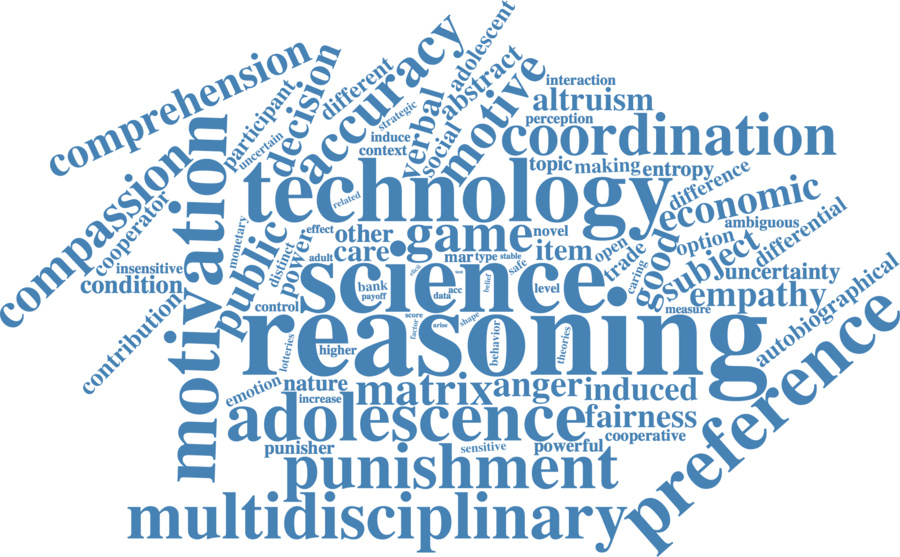 comprehension
participant
uncertain
decision
different
accuracy
strategic
induce
context
verbal
social
adolescent
abstract
motive
interaction
altruism
perception
coordination
compassion
cooperator
motivation
technology
related
topic
making
entropy
difference
economic
ambiguous
differential
insensitive
condition
contribution
monetary
public
distinct
power
effect
other
adult
care
game
novel
mar
type
stable
item
safe
open
trade
caring
good
option
subject
uncertainty
empathy
measure
autobiographical
science
bank
payoff
acc
data
belief
level
control
reasoning
score
factor
arise
shape
behavior
theories
lotteries
higher
emotion
nature
increase
matrix
anger
induced
adolescence
fairness
cooperative
punisher
sensitive
powerful
punishment
preference
multidisciplinary